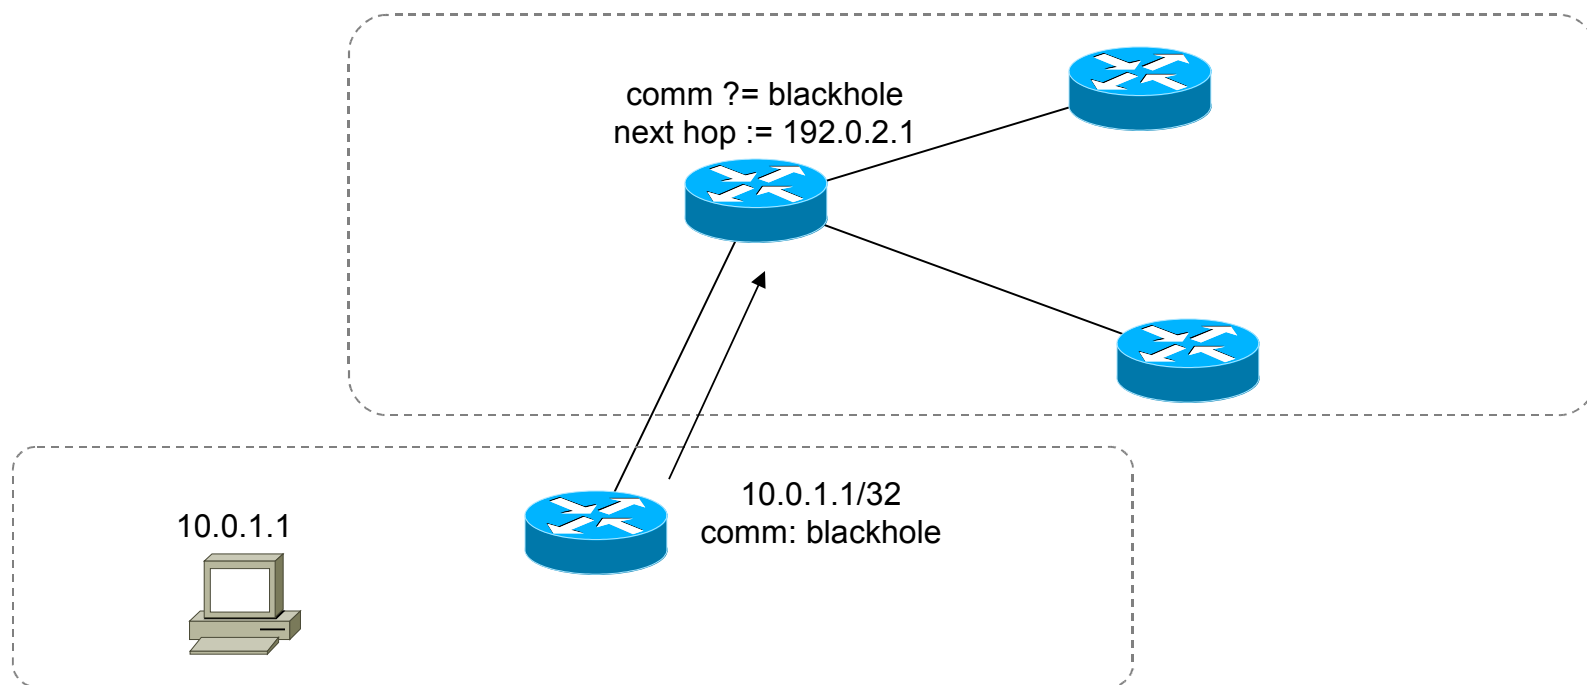 comm ?= blackhole
next hop := 192.0.2.1
10.0.1.1/32
comm: blackhole
10.0.1.1